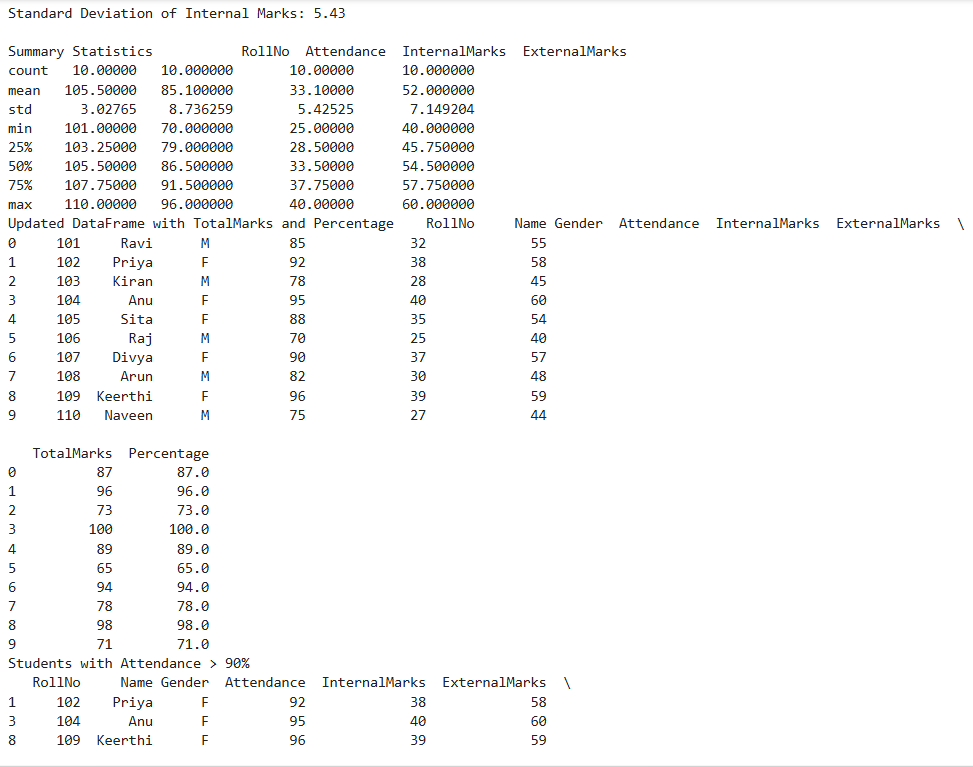 Standard Deviation of Internal Marks: 5.43

Summary Statistics           RollNo  Attendance  InternalMarks  ExternalMarks
count   10.00000   10.000000       10.00000      10.000000
mean   105.50000   85.100000       33.10000      52.000000
std      3.02765    8.736259        5.42525       7.149204
min    101.00000   70.000000       25.00000      40.000000
25%    103.25000   79.000000       28.50000      45.750000
50%    105.50000   86.500000       33.50000      54.500000
75%    107.75000   91.500000       37.75000      57.750000
max    110.00000   96.000000       40.00000      60.000000
Updated DataFrame with TotalMarks and Percentage    RollNo     Name Gender  Attendance  InternalMarks  ExternalMarks  \
0     101     Ravi      M          85             32             55
1     102    Priya      F          92             38             58
2     103    Kiran      M          78             28             45
3     104      Anu      F          95             40             60
4     105     Sita      F          88             35             54
5     106      Raj      M          70             25             40
6     107    Divya      F          90             37             57
7     108     Arun      M          82             30             48
8     109  Keerthi      F          96             39             59
9     110   Naveen      M          75             27             44

   TotalMarks  Percentage
0          87        87.0
1          96        96.0
2          73        73.0
3         100       100.0
4          89        89.0
5          65        65.0
6          94        94.0
7          78        78.0
8          98        98.0
9          71        71.0
Students with Attendance > 90%
   RollNo     Name Gender  Attendance  InternalMarks  ExternalMarks  \
1     102    Priya      F          92             38             58
3     104      Anu      F          95             40             60
8     109  Keerthi      F          96             39             59